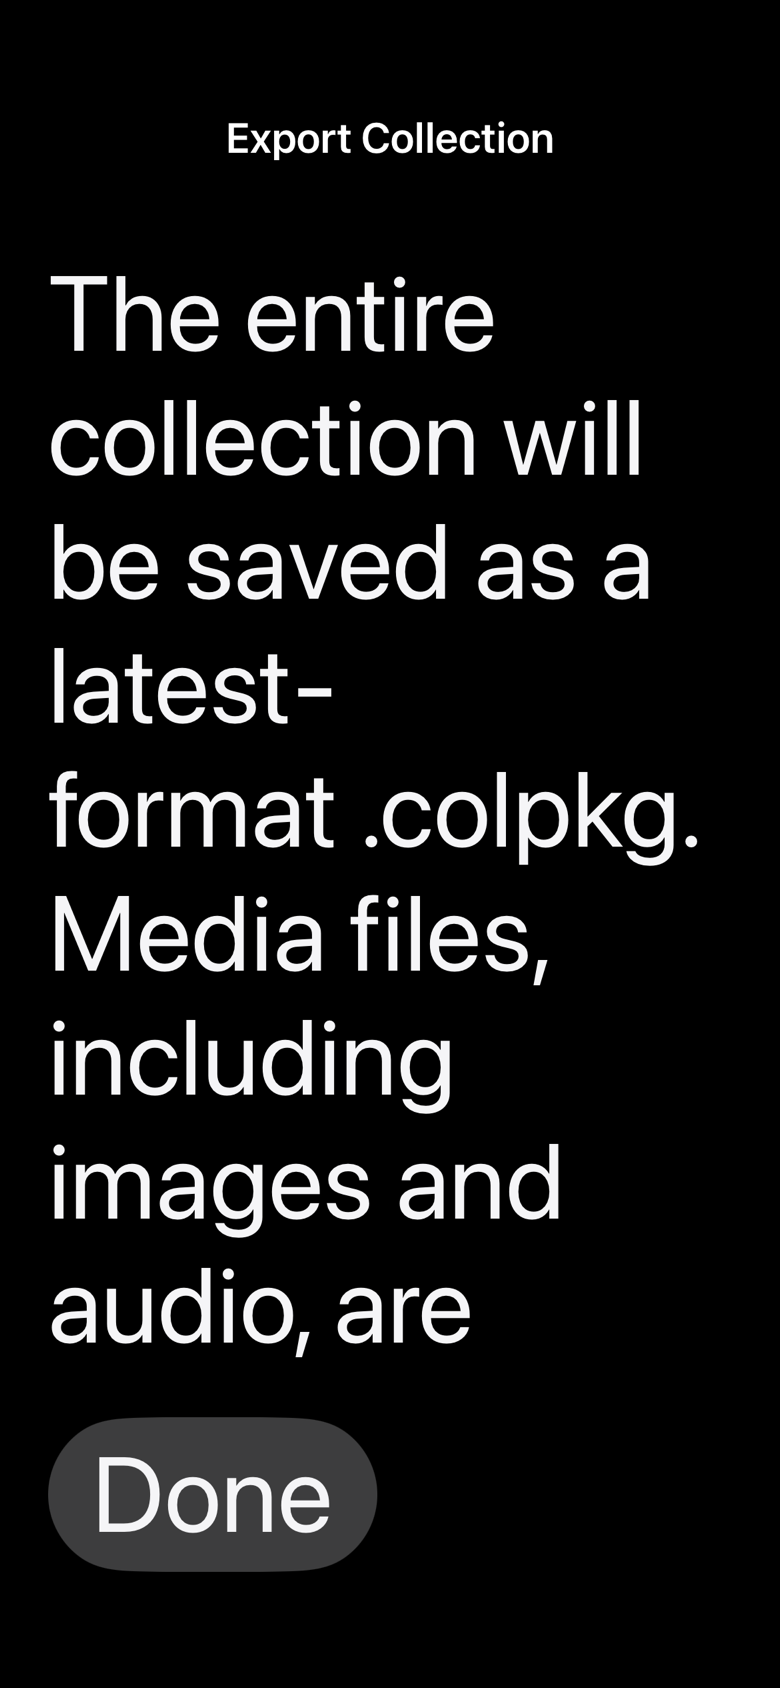 Export Collection
The entire
collection will
be saved as a
latest-
format .colpkg.
Media files,
including
images and
audio, are
Done